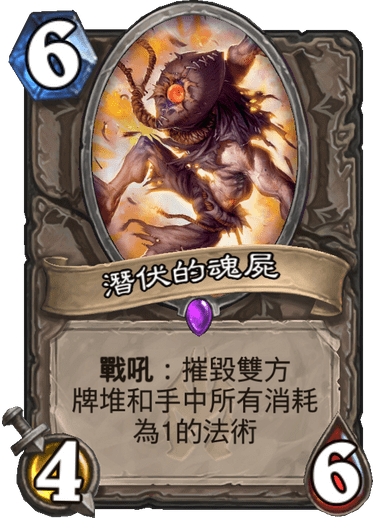 6
潛伏的魂屍
戰吼：摧毀雙方
牌堆和手中所有消耗
為1的法術
4
6